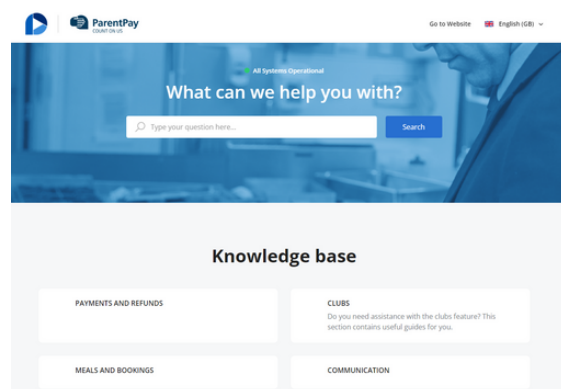 ParentPay
COUNT ON US
Go to Website
English (GB)
All Systems Operational
What can we help you with?
Type your question here...
Search
Knowledge base
PAYMENTS AND REFUNDS
CLUBS
Do you need assistance with the clubs feature? This
section contains useful guides for you.
MEALS AND BOOKINGS
COMMUNICATION